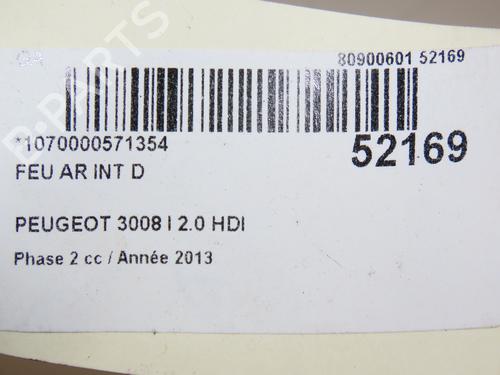 80900601 52169
*1070000571354
52169
FEU AR INT D
PEUGEOT 3008 I 2.0 HDI
Phase 2 cc / Année 2013
B-PARTS